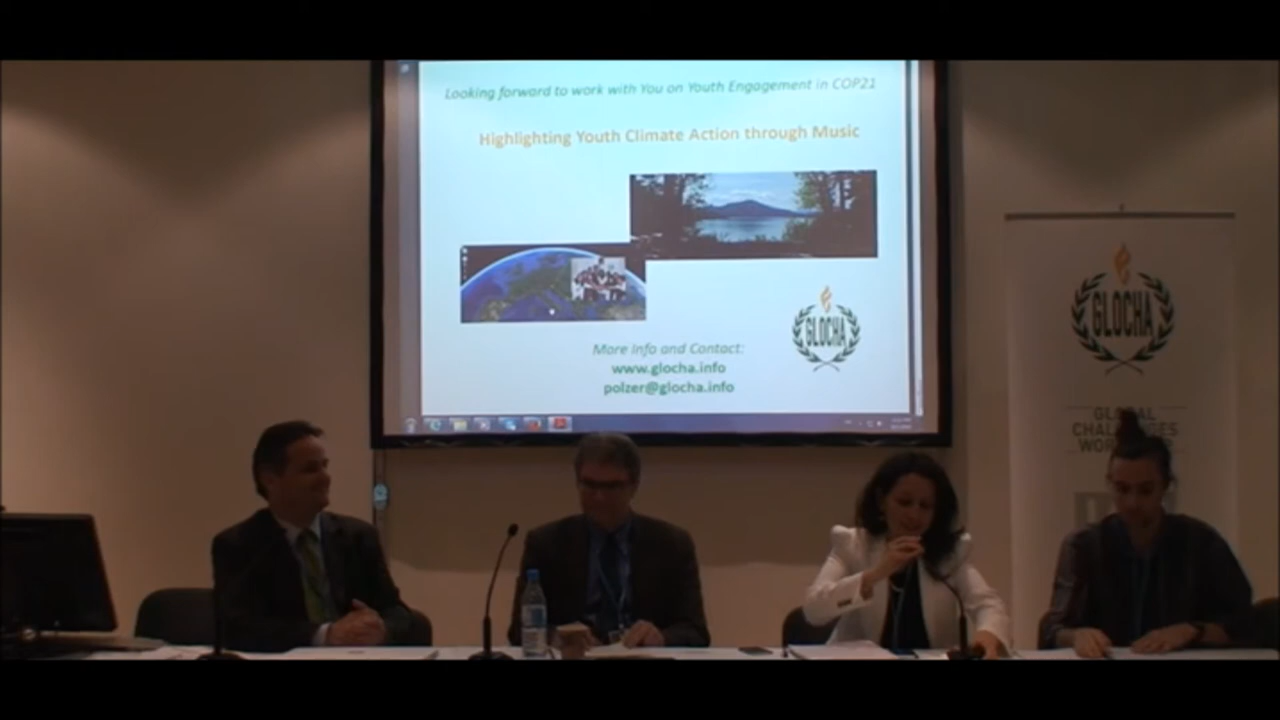 Looking forward to work with You on Youth Engagement in COP21
Highlighting Youth Climate Action through Music
GLOCHA
More Info and Contact:
www.glocha.info
polzer@glocha.info
GLOCHA
GLOBAL
CHALLENGES